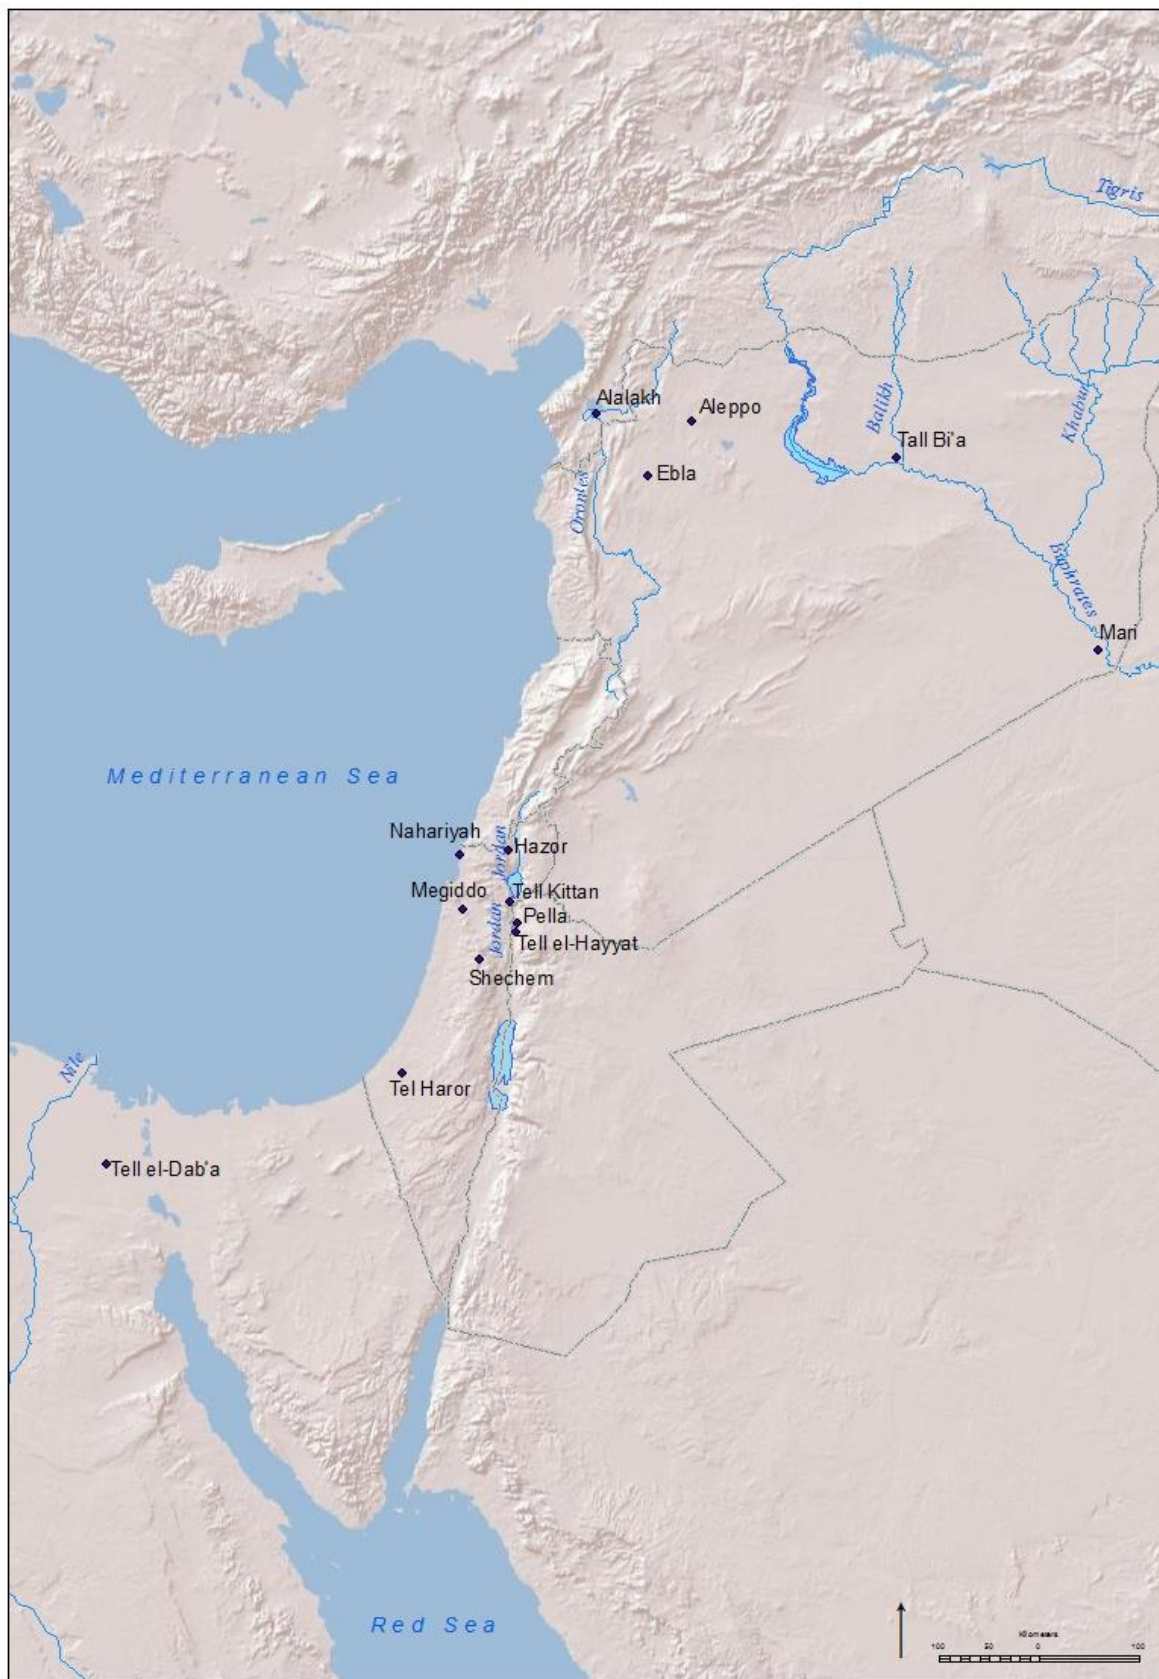 Tigris
Alalakh
Aleppo
Balikh
Khabur
Tall Bi'a
Ebla
Orontes
Euphrates
Mari
Mediterranean Sea
Nahariyah
Jordan
Hazor
Megiddo
Tell Kittan
Pella
Jordan
Tell el-Hayyat
Shechem
Nile
Tel Haror
Tell el-Dab'a
Red Sea
Kilometers
100 50 0 100